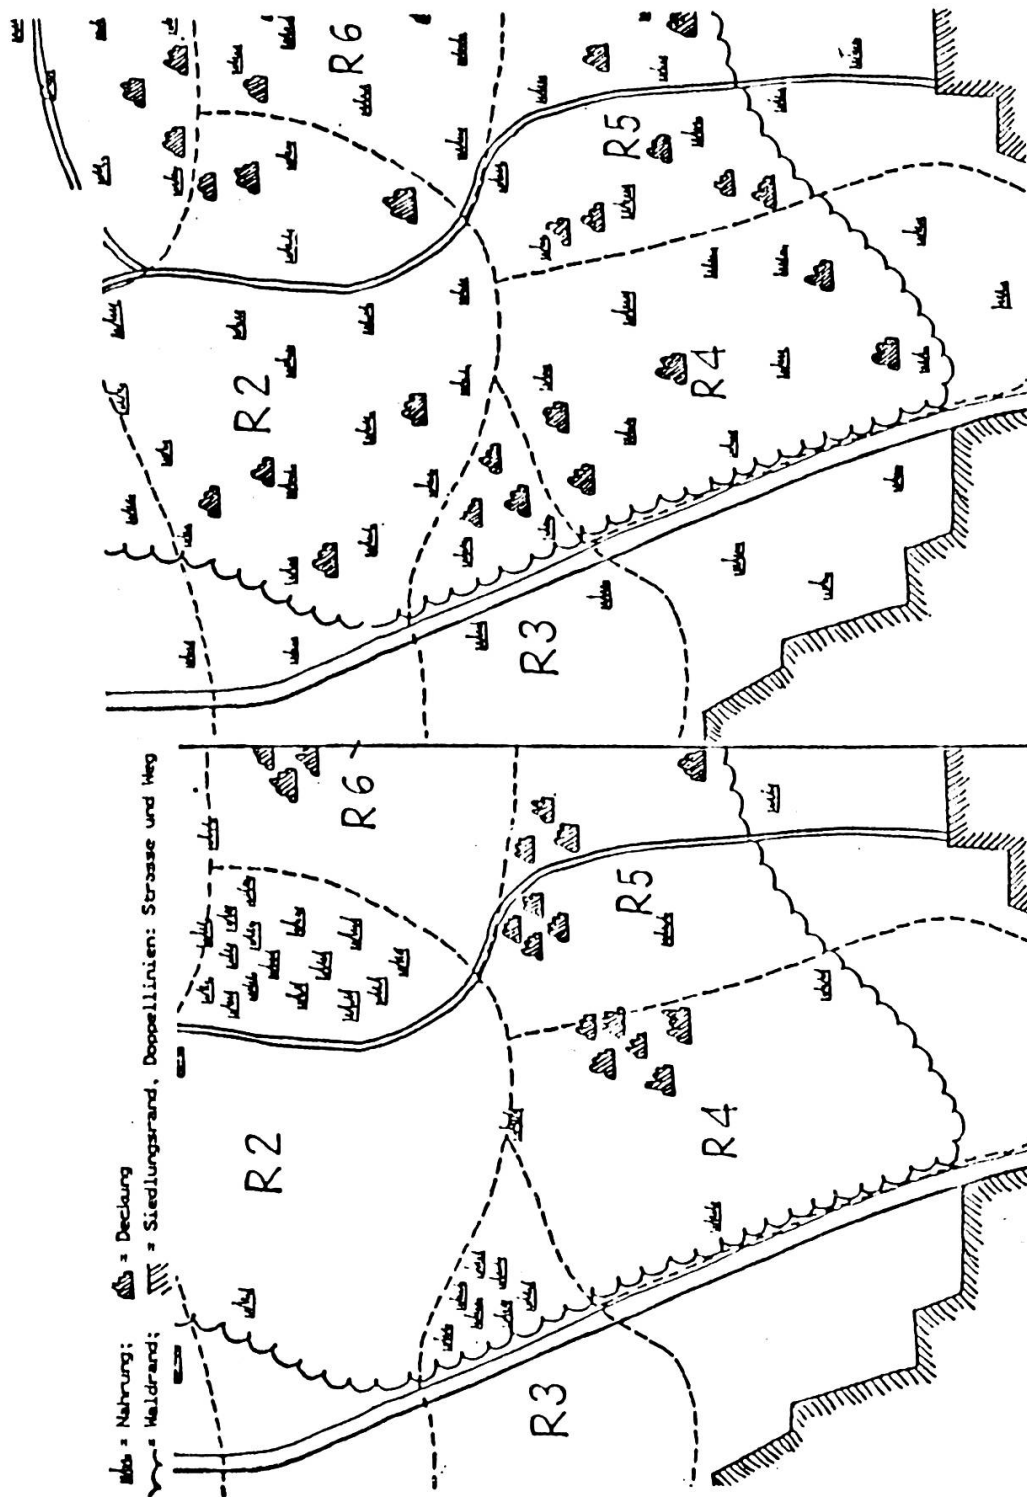 = Nahrung; = Deckung
= Waldrand; = Siedlungsrand, Doppellinien: Strasse und Weg
R2
R6
R3
R4
R5
R2
R6
R3
R4
R5